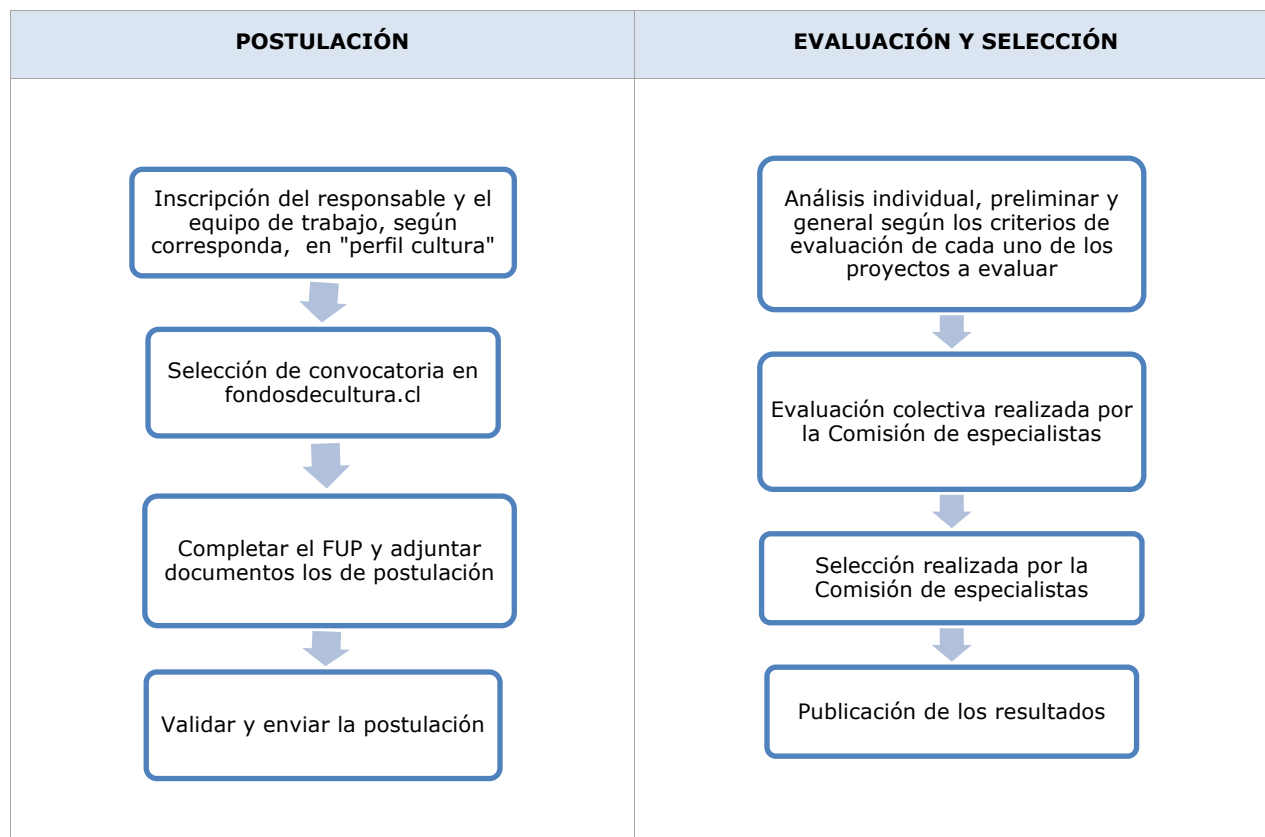 POSTULACIÓN
Inscripción del responsable y el
equipo de trabajo, según
corresponda,  en "perfil cultura"
Selección de convocatoria en
fondosdecultura.cl
Completar el FUP y adjuntar
documentos los de postulación
Validar y enviar la postulación
EVALUACIÓN Y SELECCIÓN
Análisis individual, preliminar y
general según los criterios de
evaluación de cada uno de los
proyectos a evaluar
Evaluación colectiva realizada por
la Comisión de especialistas
Selección realizada por la
Comisión de especialistas
Publicación de los resultados